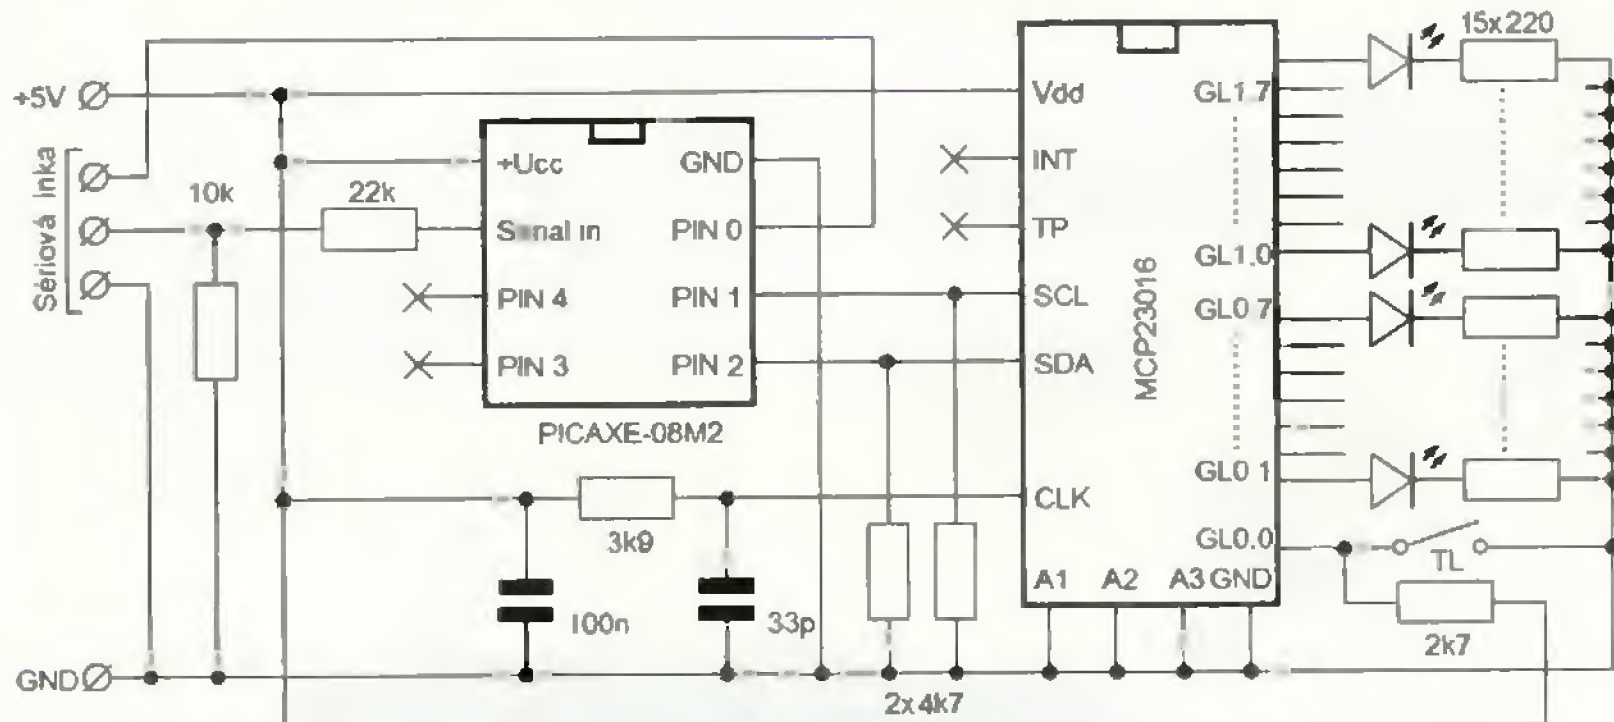 +5V
Sériová linka
10k
22k
+Ucc
Serial in
PIN 4
PIN 3
GND
PIN 0
PIN 1
PIN 2
PICAXE-08M2
3k9
100n
33p
2x4k7
GND
Vdd
INT
TP
SCL
SDA
CLK
MCP23016
GL1.7
GL1.0
GL0.7
GL0.1
GL0.0
A1
A2
A3
GND
15x220
TL
2k7